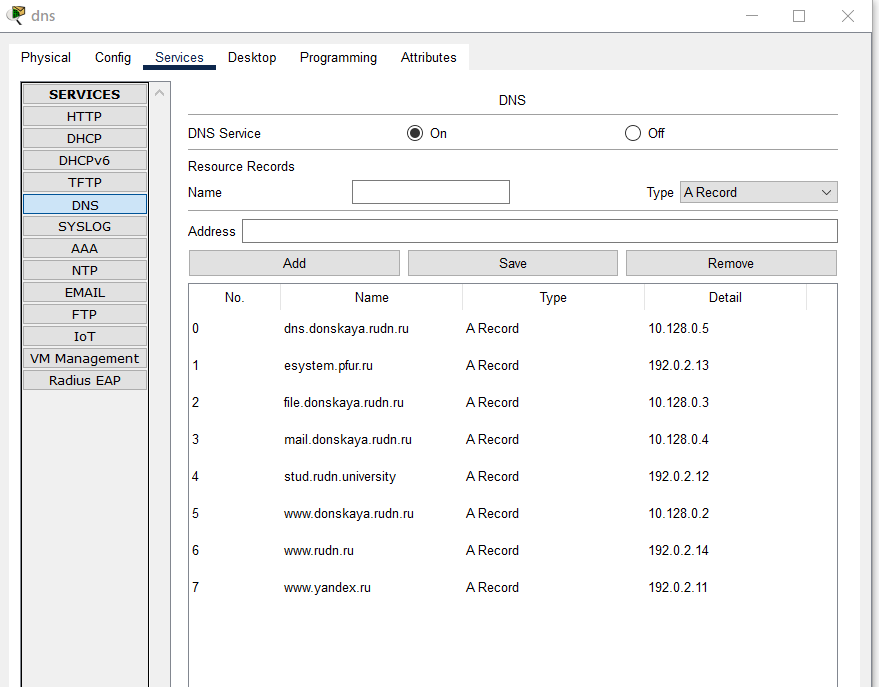 dns
Physical Config Services Desktop Programming Attributes
SERVICES
HTTP
DHCP
DHCPv6
TFTP
DNS
SYSLOG
AAA
NTP
EMAIL
FTP
IoT
VM Management
Radius EAP
DNS
DNS Service On Off
Resource Records
Name Type A Record
Address
Add Save Remove
No. Name Type Detail
0 dns.donskaya.rudn.ru A Record 10.128.0.5
1 esystem.pfur.ru A Record 192.0.2.13
2 file.donskaya.rudn.ru A Record 10.128.0.3
3 mail.donskaya.rudn.ru A Record 10.128.0.4
4 stud.rudn.university A Record 192.0.2.12
5 www.donskaya.rudn.ru A Record 10.128.0.2
6 www.rudn.ru A Record 192.0.2.14
7 www.yandex.ru A Record 192.0.2.11